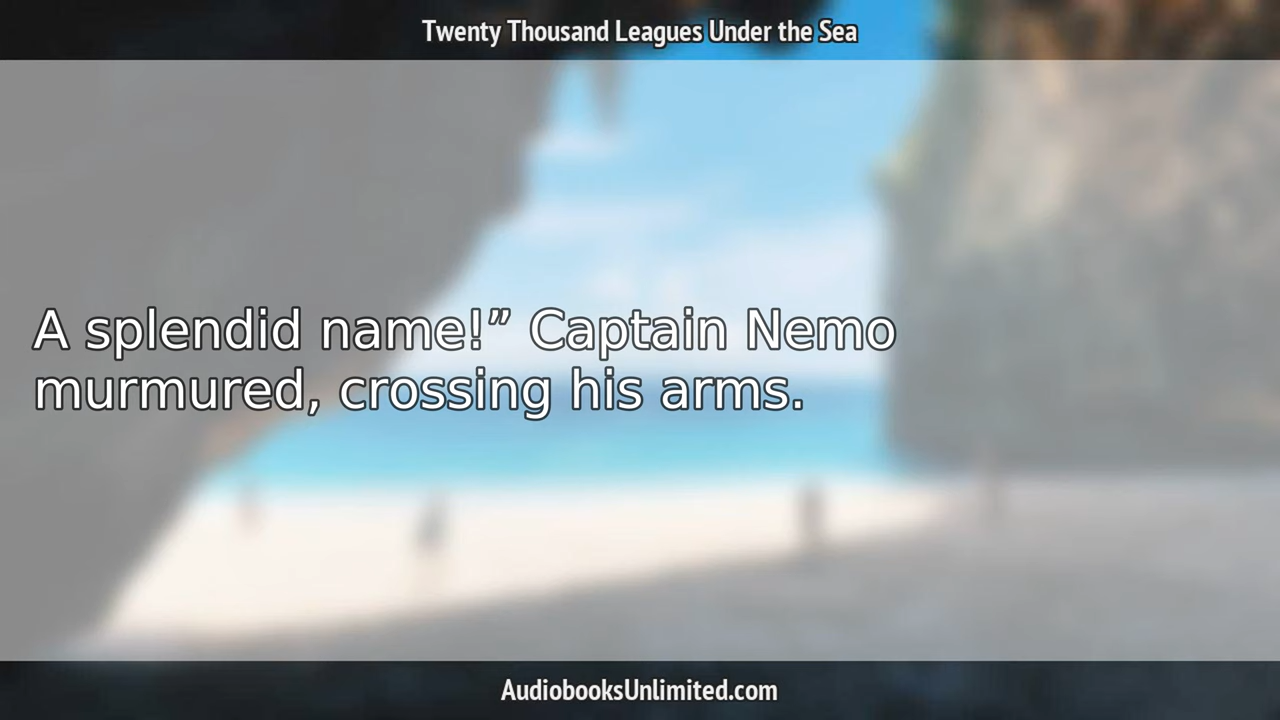 Twenty Thousand Leagues Under the Sea
A splendid name!” Captain Nemo
murmured, crossing his arms.
AudiobooksUnlimited.com